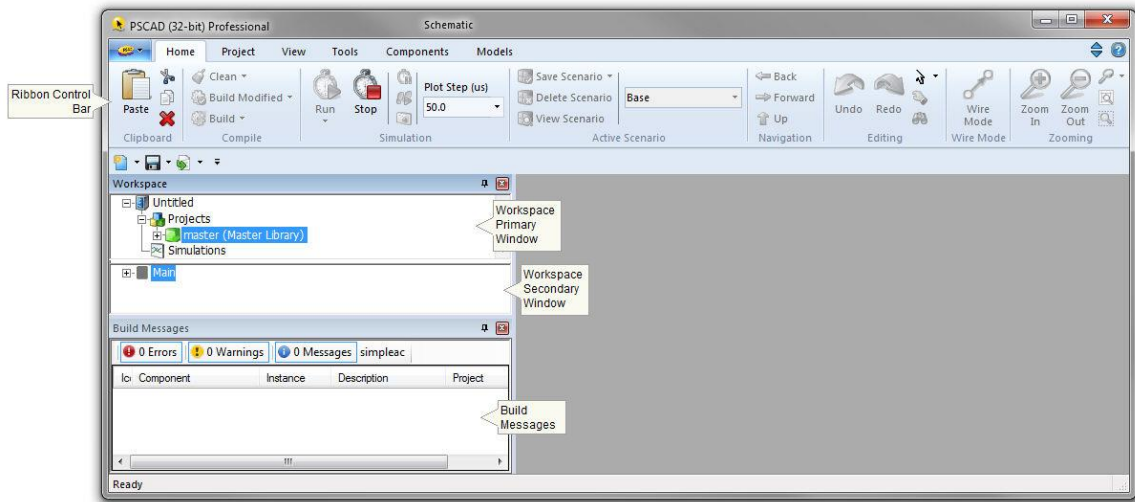 PSCAD (32-bit) Professional Schematic
Home Project View Tools Components Models
Ribbon Control
Bar
Paste
Clean
Build Modified
Build
Run
Stop
Plot Step (us)
50.0
Save Scenario
Delete Scenario
View Scenario
Base
Back
Forward
Up
Undo
Redo
Wire
Mode
Zoom
In
Zoom
Out
Clipboard Compile Simulation Active Scenario Navigation Editing Wire Mode Zooming
Workspace
Untitled
Projects
master (Master Library)
Simulations
Workspace
Primary
Window
Main
Workspace
Secondary
Window
Build Messages
0 Errors 0 Warnings 0 Messages simpleac
Ico Component Instance Description Project
Build
Messages
Ready